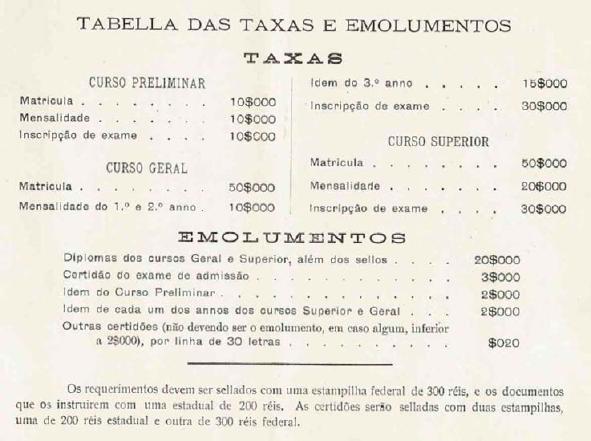 TABELLA DAS TAXAS E EMOLUMENTOS
TAXAS
CURSO PRELIMINAR
Matricula . . . . . . . . 10$000
Mensalidade . . . . . . . 10$000
Inscripção de exame . . . . 10$000
CURSO GERAL
Matricula . . . . . . . . 50$000
Mensalidade do 1.º e 2.º anno . 10$000
Idem do 3.º anno . . . . . 15$000
Inscripção de exame . . . . 30$000
CURSO SUPERIOR
Matricula . . . . . . . . 50$000
Mensalidade . . . . . . . 20$000
Inscripção de exame . . . . 30$000
EMOLUMENTOS
Diplomas dos cursos Geral e Superior, além dos sellos . . . . 20$000
Certidão do exame de admissão . . . . . . . . . . . 3$000
Idem do Curso Preliminar . . . . . . . . . . . . . 2$000
Idem de cada um dos annos dos cursos Superior e Geral . . . 2$000
Outras certidões (não devendo ser o emolumento, em caso algum, inferior
a 2$000), por linha de 30 letras . . . . . . . . . $020
Os requerimentos devem ser sellados com uma estampilha federal de 300 réis, e os documentos
que os instruirem com uma estadual de 200 réis. As certidões serão selladas com duas estampilhas,
uma de 200 réis estadual e outra de 300 réis federal.